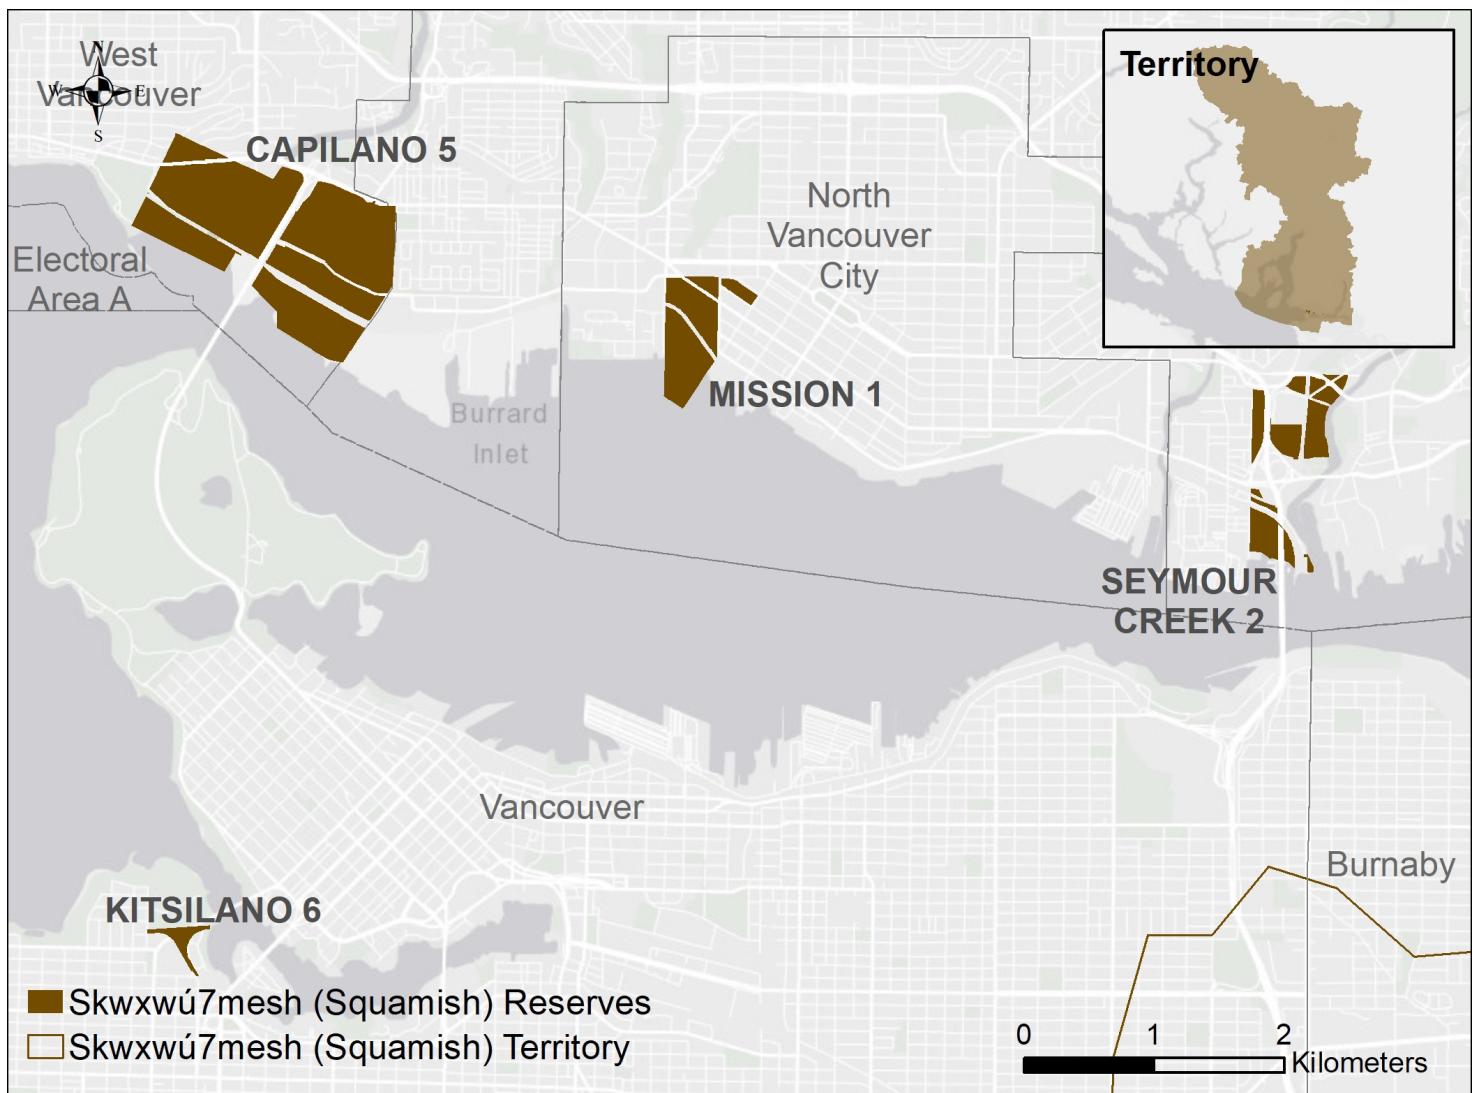 N
W
E
S
West
Vancouver
CAPILANO 5
Territory
North
Vancouver
City
Electoral
Area A
MISSION 1
Burrard
Inlet
SEYMOUR
CREEK 2
Vancouver
Burnaby
KITSILANO 6
Skwxwú7mesh (Squamish) Reserves
Skwxwú7mesh (Squamish) Territory
0 1 2
Kilometers